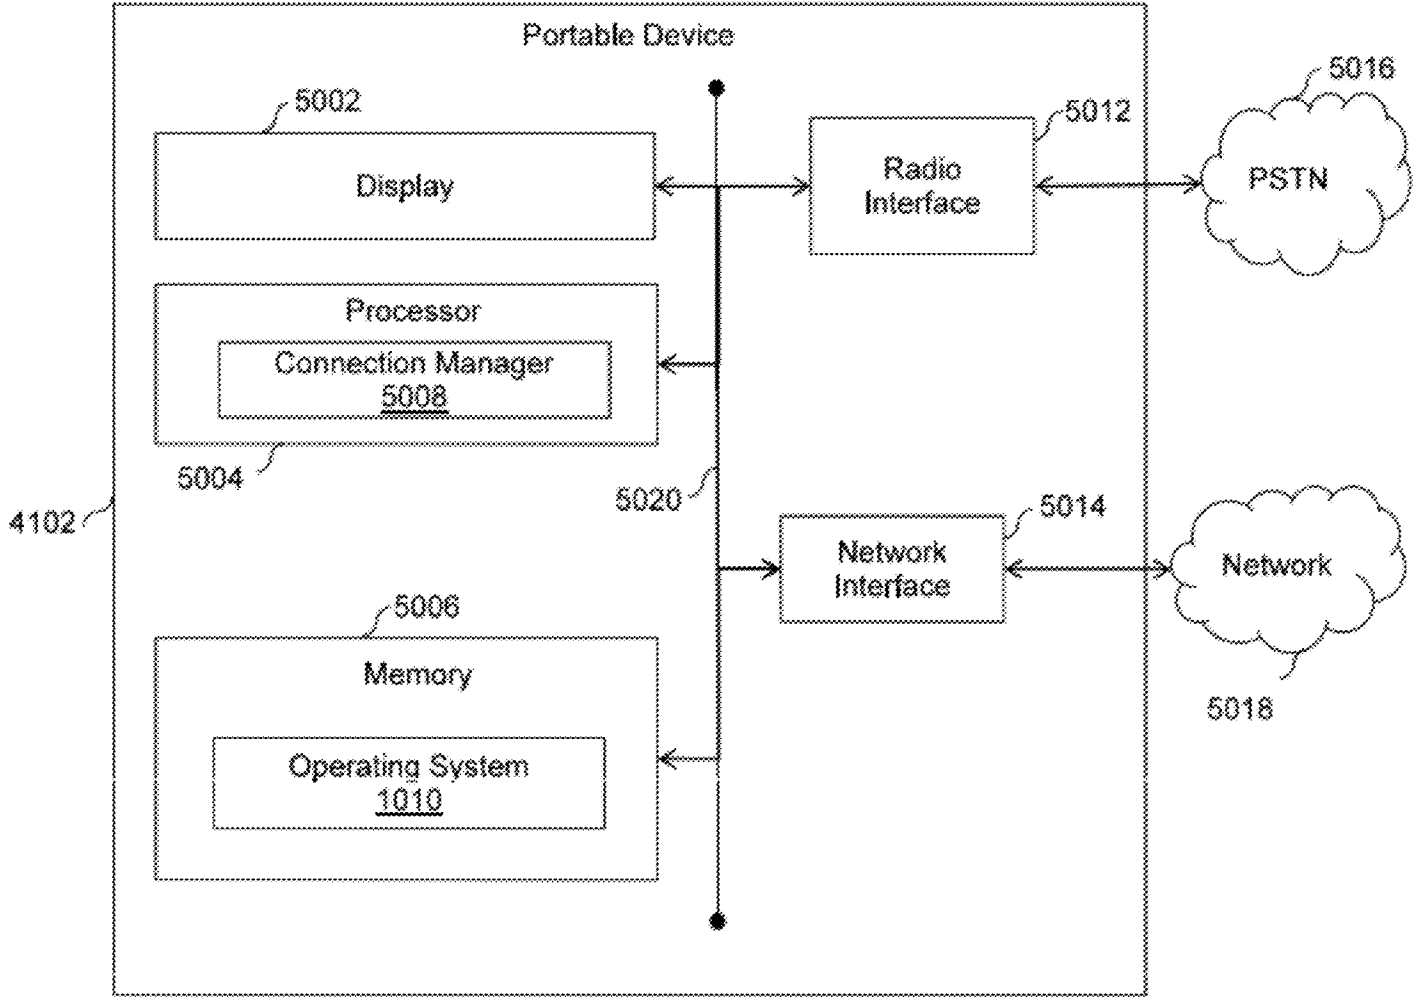 Portable Device
5002
Display
5012
Radio
Interface
5016
PSTN
Processor
Connection Manager
5008
5004
4102
5020
5014
Network
Interface
Network
5018
5006
Memory
Operating System
1010